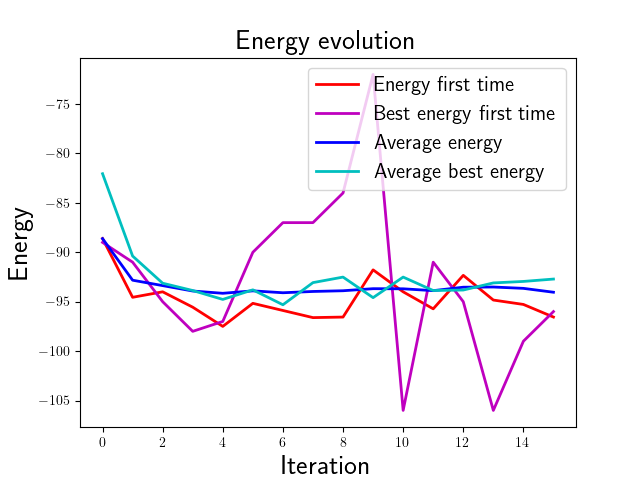 Energy evolution
Energy first time
Best energy first time
Average energy
Average best energy
Energy
−75
−80
−85
−90
−95
−100
−105
0 2 4 6 8 10 12 14
Iteration